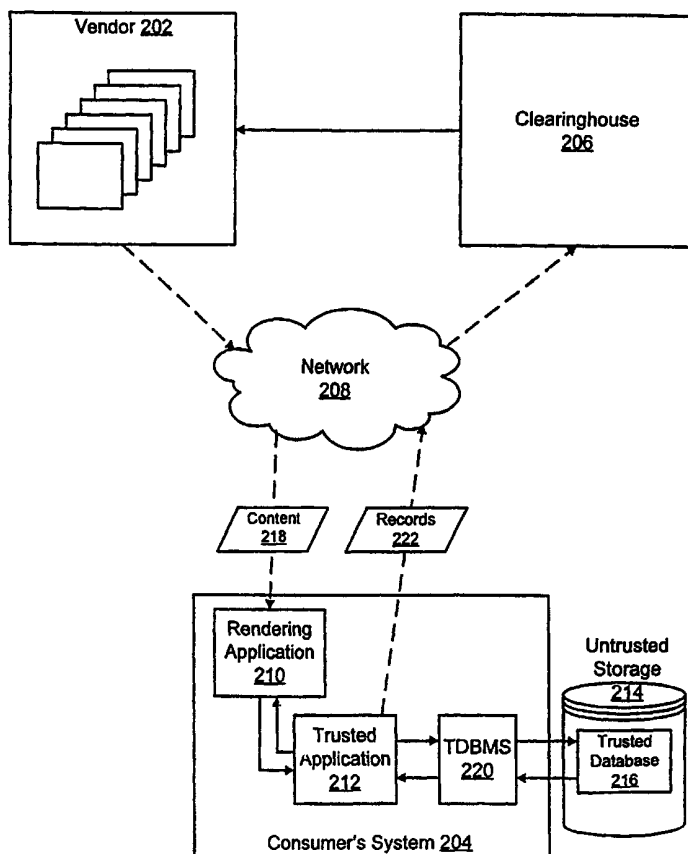 Vendor 202
Clearinghouse
206
Network
208
Content
218
Records
222
Rendering
Application
210
Untrusted
Storage
214
Trusted
Application
212
TDBMS
220
Trusted
Database
216
Consumer's System 204